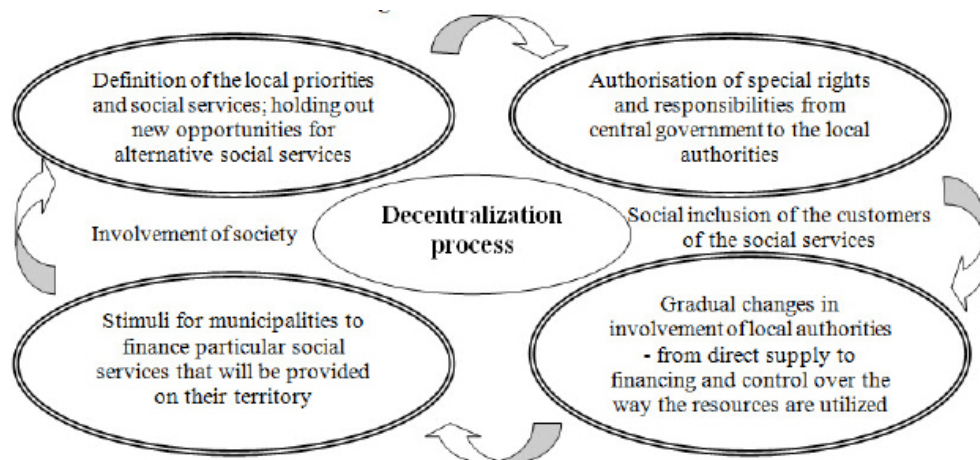 Definition of the local priorities
and social services; holding out
new opportunities for
alternative social services
Authorisation of special rights
and responsibilities from
central government to the local
authorities
Involvement of society
Decentralization
process
Social inclusion of the customers
of the social services
Stimuli for municipalities to
finance particular social
services that will be provided
on their territory
Gradual changes in
involvement of local authorities
- from direct supply to
financing and control over the
way the resources are utilized